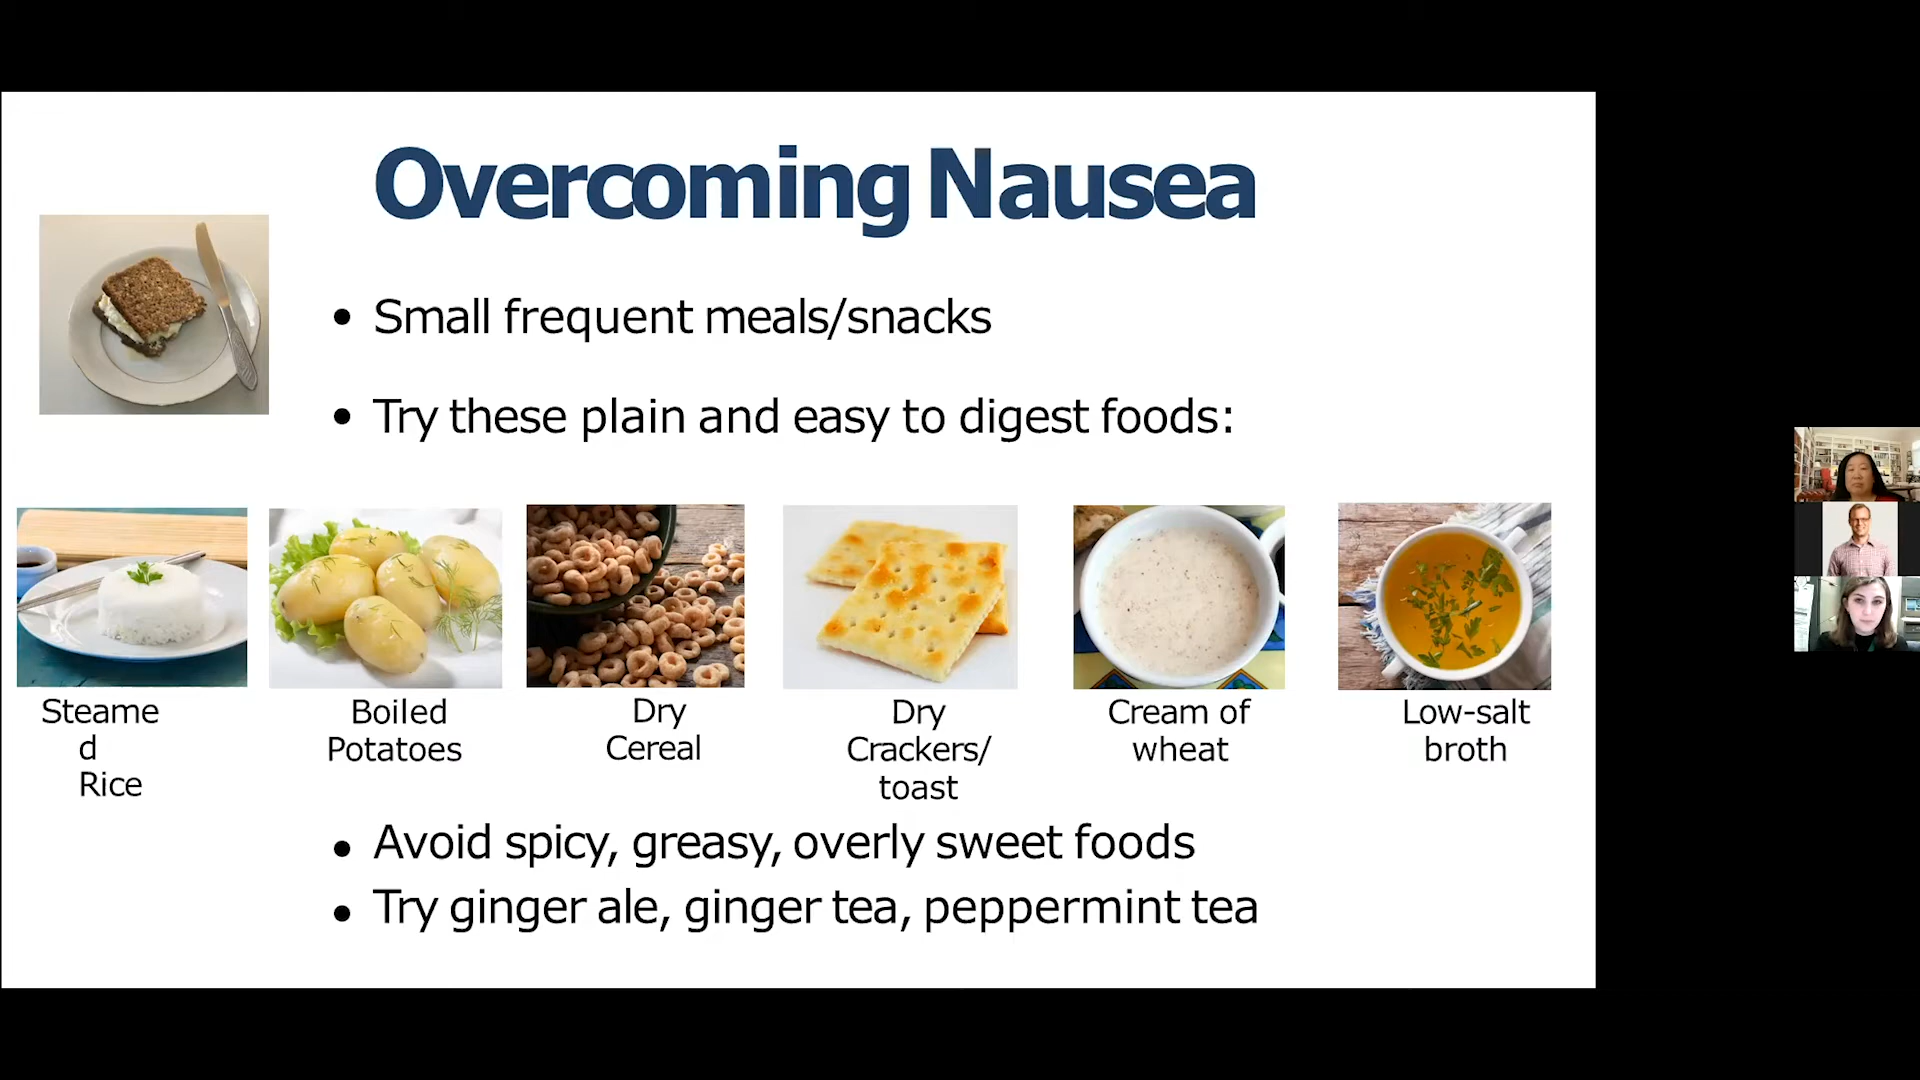 Overcoming Nausea
• Small frequent meals/snacks
• Try these plain and easy to digest foods:
Steame
d
Rice
Boiled
Potatoes
Dry
Cereal
Dry
Crackers/
toast
Cream of
wheat
Low-salt
broth
• Avoid spicy, greasy, overly sweet foods
• Try ginger ale, ginger tea, peppermint tea